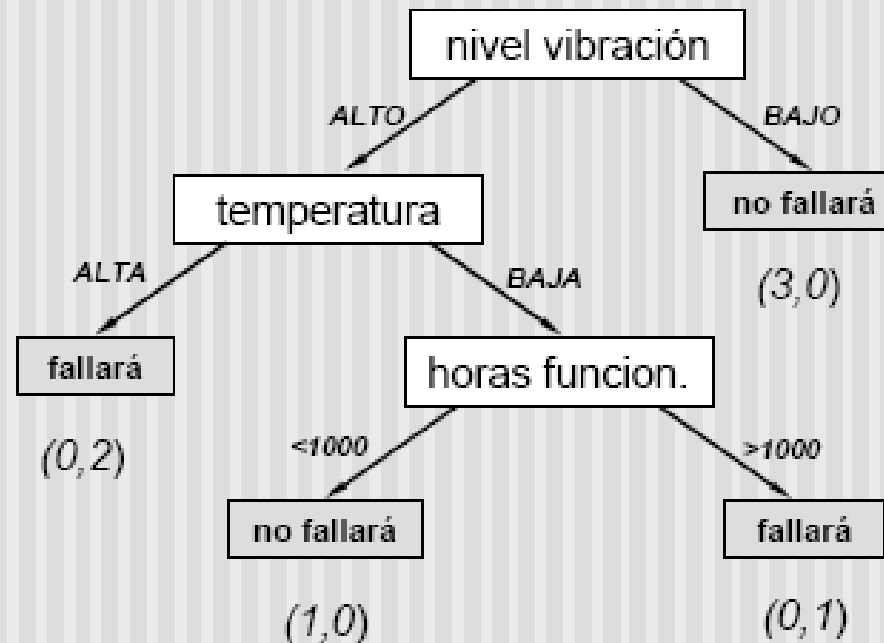 nivel vibración
ALTO
BAJO
temperatura
no fallará
(3,0)
ALTA
BAJA
fallará
(0,2)
horas funcion.
<1000
>1000
no fallará
(1,0)
fallará
(0,1)